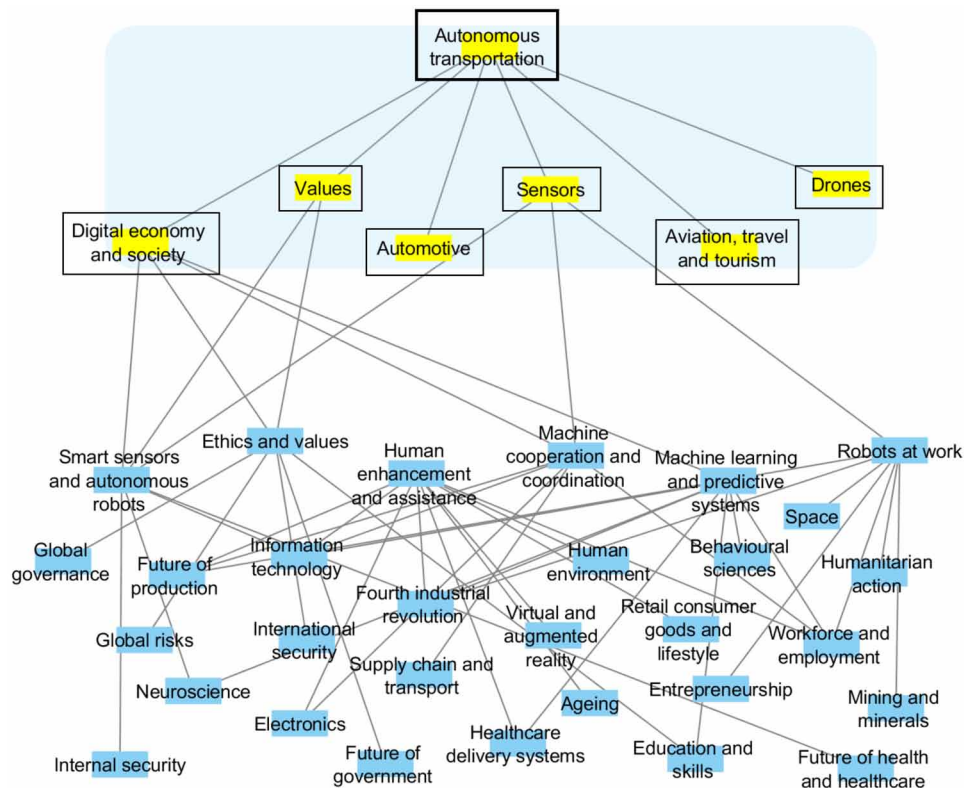 Autonomous
transportation
Values
Sensors
Drones
Digital economy
and society
Automotive
Aviation, travel
and tourism
Smart sensors
and autonomous
robots
Ethics and values
Human
enhancement
and assistance
Machine
cooperation and
coordination
Machine learning
and predictive
systems
Robots at work
Space
Global
governance
Future of
production
Information
technology
Fourth industrial
revolution
Human
environment
Behavioural
sciences
Humanitarian
action
Global risks
International
security
Virtual and
augmented
reality
Retail consumer
goods and
lifestyle
Workforce and
employment
Neuroscience
Supply chain and
transport
Ageing
Entrepreneurship
Mining and
minerals
Electronics
Internal security
Future of
government
Healthcare
delivery systems
Education and
skills
Future of health
and healthcare